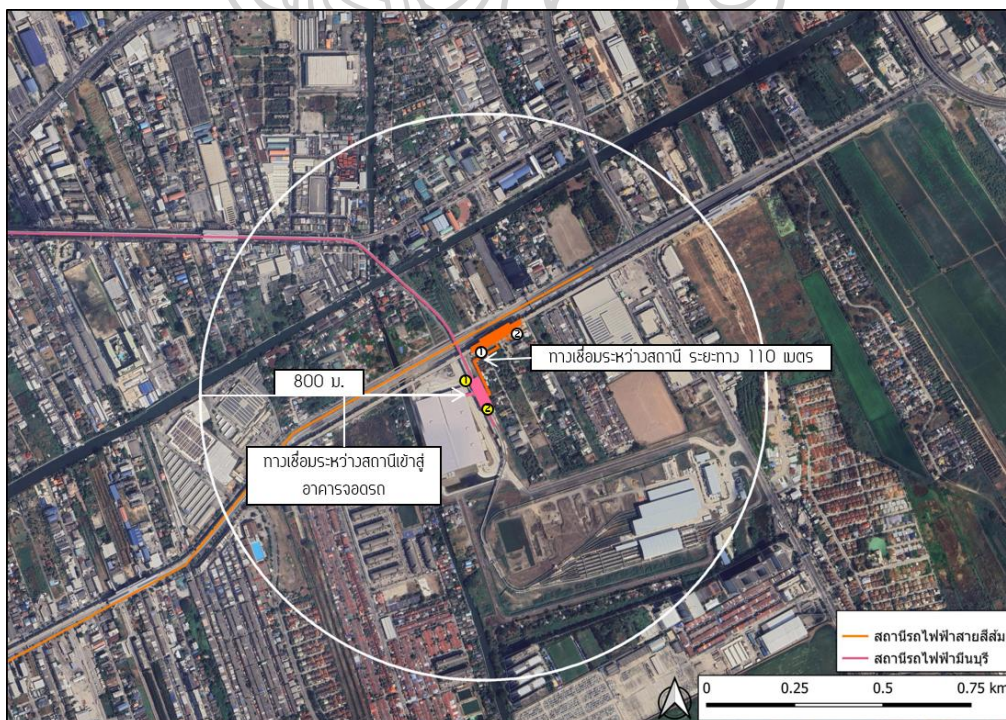 ทางเชื่อมระหว่างสถานี ระยะทาง 110 เมตร
800 ม.
ทางเชื่อมระหว่างสถานีเข้าสู่
อาคารจอดรถ
1
2
1
2
สถานีรถไฟฟ้าสายสีส้ม
สถานีรถไฟฟ้ามีนบุรี
0 0.25 0.5 0.75 km